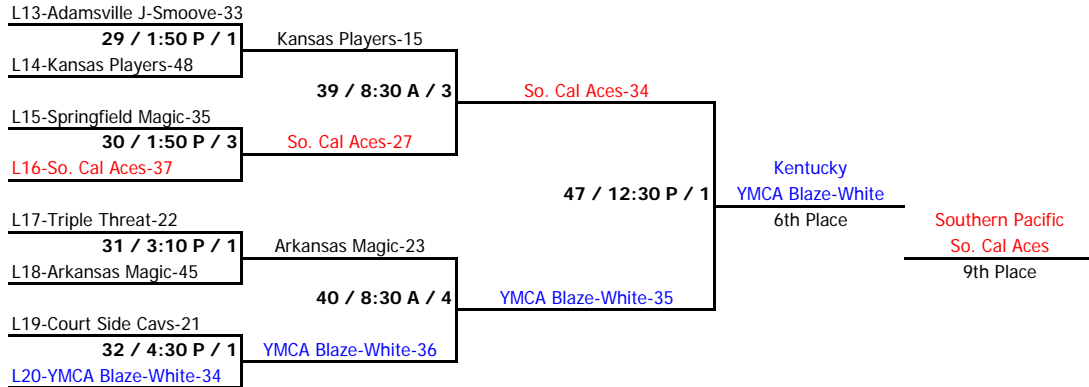 L13-Adamsville J-Smoove-33
29 / 1:50 P / 1
Kansas Players-15
L14-Kansas Players-48
39 / 8:30 A / 3
So. Cal Aces-34
L15-Springfield Magic-35
30 / 1:50 P / 3
So. Cal Aces-27
L16-So. Cal Aces-37
47 / 12:30 P / 1
Kentucky
YMCA Blaze-White
6th Place
Southern Pacific
So. Cal Aces
9th Place
L17-Triple Threat-22
31 / 3:10 P / 1
Arkansas Magic-23
L18-Arkansas Magic-45
40 / 8:30 A / 4
YMCA Blaze-White-35
L19-Court Side Cavs-21
32 / 4:30 P / 1
YMCA Blaze-White-36
L20-YMCA Blaze-White-34